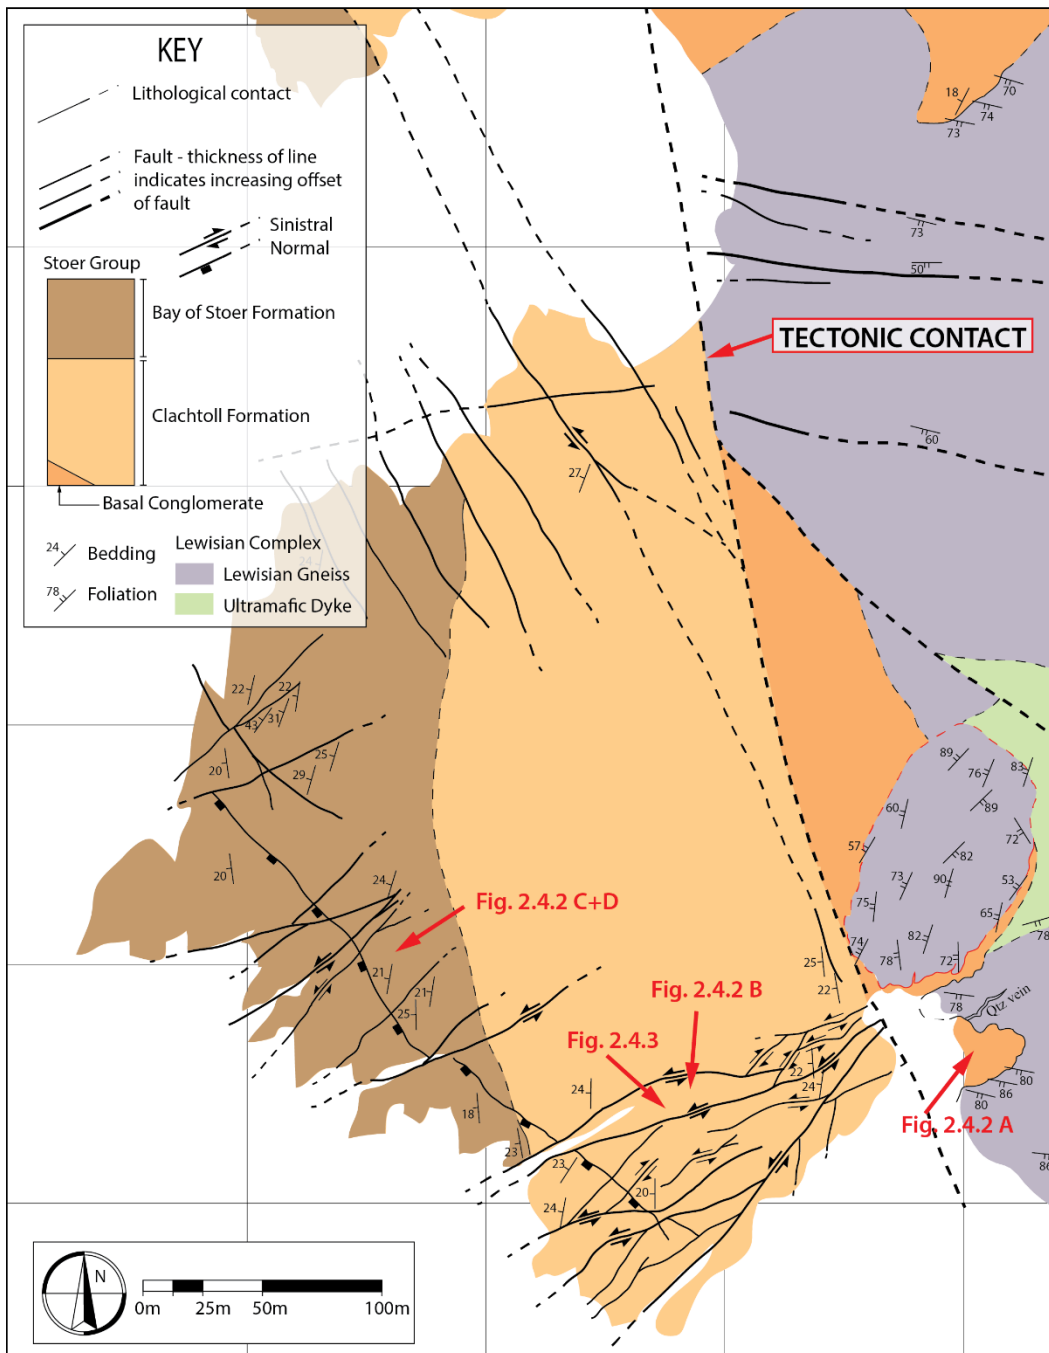 KEY
Lithological contact
Fault - thickness of line
indicates increasing offset
of fault
Sinistral
Normal
Stoer Group
Bay of Stoer Formation
Clachtoll Formation
Basal Conglomerate
24
Bedding
78
Foliation
Lewisian Complex
Lewisian Gneiss
Ultramafic Dyke
24
18
70
74
73
73
50
TECTONIC CONTACT
60
27
22
22
43
31
25
20
29
20
24
Fig. 2.4.2 C+D
21
21
25
18
23
89
76
83
60
89
72
57
82
73
90
53
75
65
74
82
78
72
78
25
22
78
Qtz vein
Fig. 2.4.2 B
Fig. 2.4.3
24
22
24
80
86
80
Fig. 2.4.2 A
86
23
20
24
N
0m
25m
50m
100m